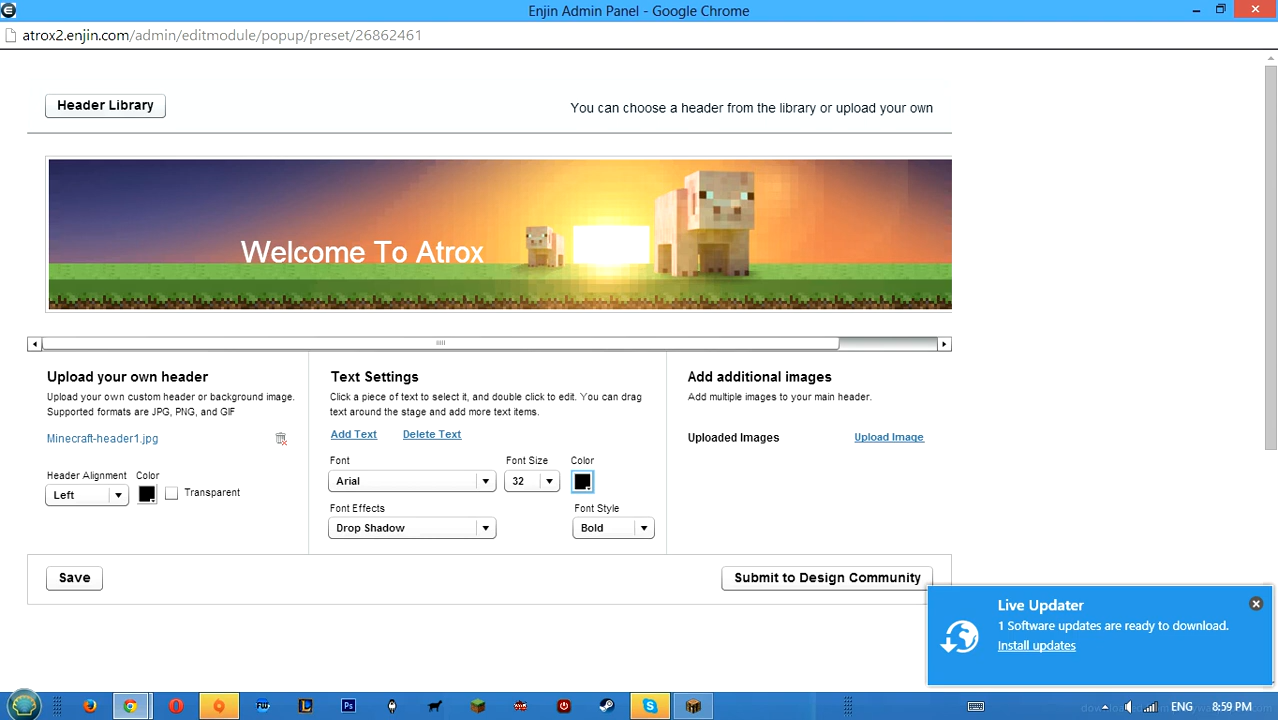 Enjin Admin Panel - Google Chrome
atrox2.enjin.com/admin/editmodule/popup/preset/26862461
Header Library
You can choose a header from the library or upload your own
Welcome To Atrox
Upload your own header
Upload your own custom header or background image.
Supported formats are JPG, PNG, and GIF
Minecraft-header1.jpg
Header Alignment
Color
Left
Transparent
Text Settings
Click a piece of text to select it, and double click to edit. You can drag
text around the stage and add more text items.
Add Text
Delete Text
Font
Font Size
Color
Arial
32
Font Effects
Font Style
Drop Shadow
Bold
Add additional images
Add multiple images to your main header.
Uploaded Images
Upload Image
Save
Submit to Design Community
Live Updater
1 Software updates are ready to download.
Install updates
Fw
L
Ps
ENG
8:59 PM